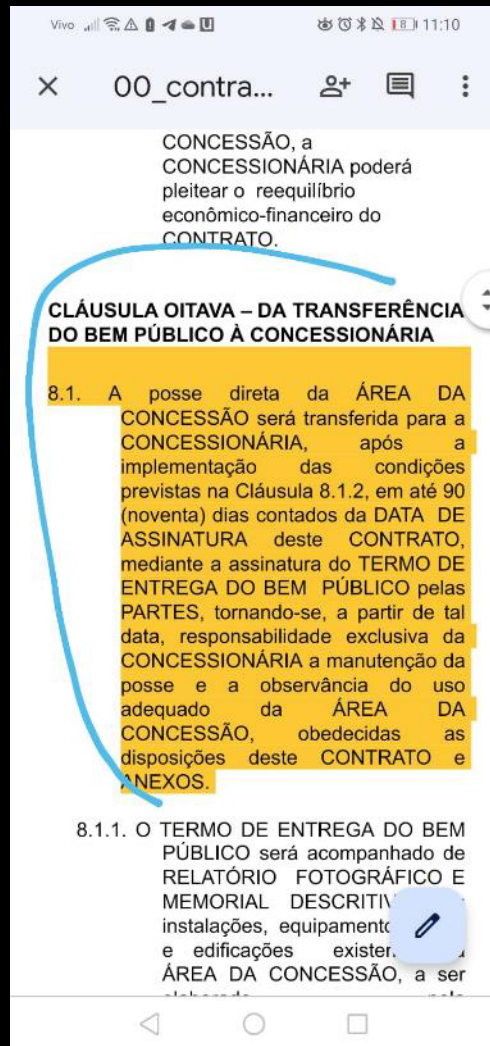 Vivo 18 11:10
00_contra...
CONCESSÃO, a
CONCESSIONÁRIA poderá
pleitear o reequilíbrio
econômico-financeiro do
CONTRATO.
CLÁUSULA OITAVA – DA TRANSFERÊNCIA
DO BEM PÚBLICO À CONCESSIONÁRIA
8.1. A posse direta da ÁREA DA
CONCESSÃO será transferida para a
CONCESSIONÁRIA, após a
implementação das condições
previstas na Cláusula 8.1.2, em até 90
(noventa) dias contados da DATA DE
ASSINATURA deste CONTRATO,
mediante a assinatura do TERMO DE
ENTREGA DO BEM PÚBLICO pelas
PARTES, tornando-se, a partir de tal
data, responsabilidade exclusiva da
CONCESSIONÁRIA a manutenção da
posse e a observância do uso
adequado da ÁREA DA
CONCESSÃO, obedecidas as
disposições deste CONTRATO e
ANEXOS.
8.1.1. O TERMO DE ENTREGA DO BEM
PÚBLICO será acompanhado de
RELATÓRIO FOTOGRÁFICO E
MEMORIAL DESCRITIV
instalações, equipament
e edificações exister
ÁREA DA CONCESSÃO, a ser